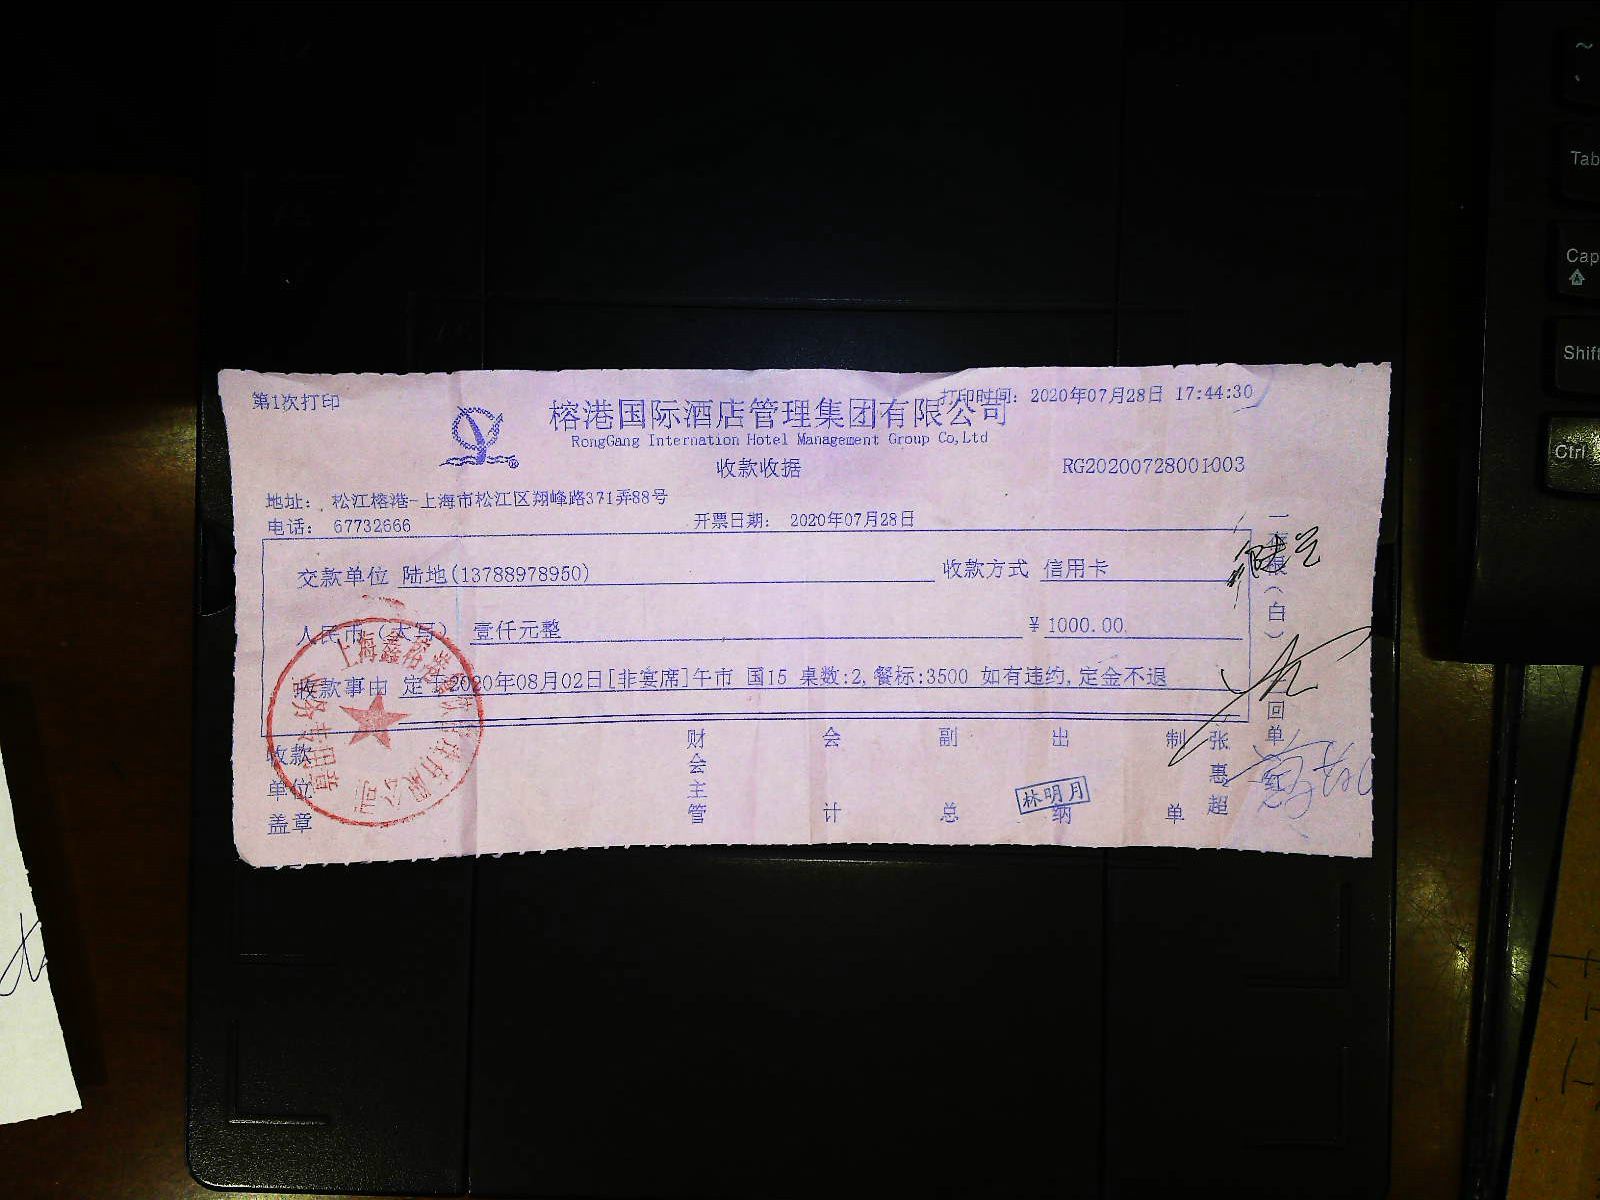 第1次打印
打印时间: 2020年07月28日 17:44:30
榕港国际酒店管理集团有限公司
RongGang Internation Hotel Management Group Co,Ltd
收款收据
RG20200728001003
地址: 松江榕港-上海市松江区翔峰路371弄88号
电话: 67732666
开票日期: 2020年07月28日
交款单位 陆地(13788978950)
收款方式 信用卡
人民币（大写） 壹仟元整
¥ 1000.00
收款事由 定于2020年08月02日[非宴席]午市 国15 桌数:2,餐标:3500 如有违约,定金不退
收款单位盖章
财会主管
会计
副总
出纳
林明月
制单
张惠超
（白）
回单
Tab
Cap
Shift
Ctrl